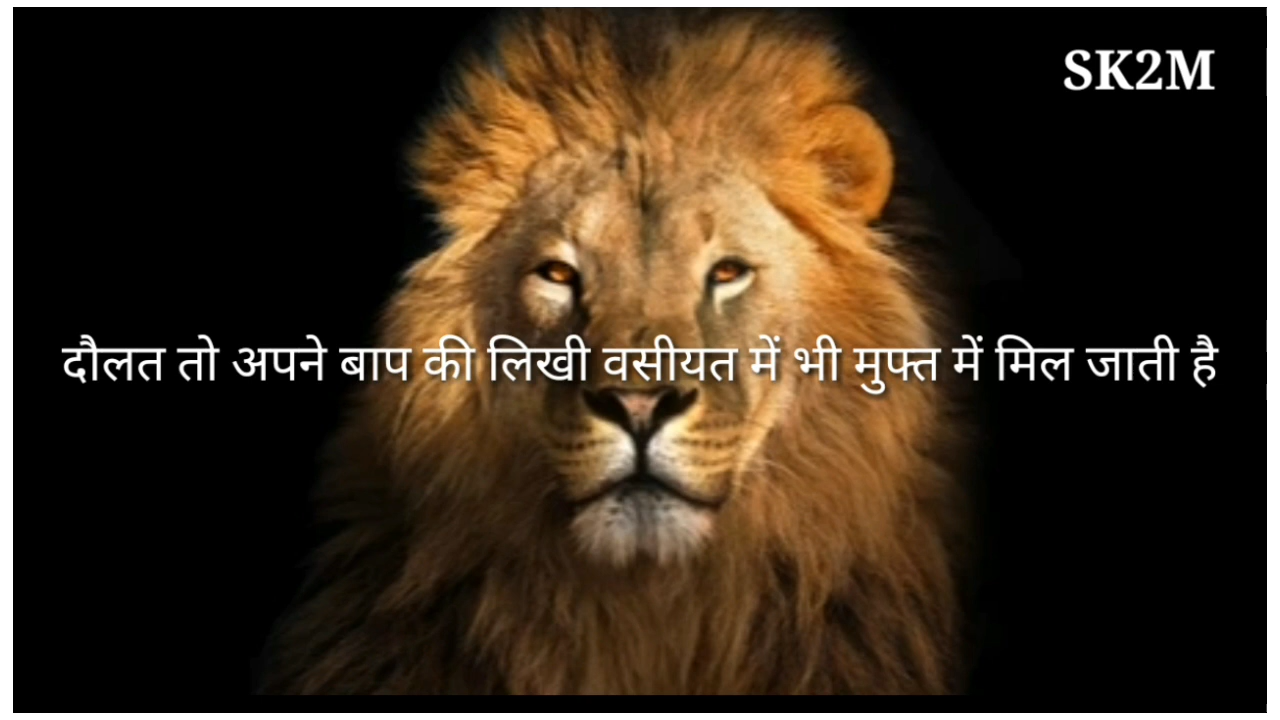 SK2M
दौलत तो अपने बाप की लिखी वसीयत में भी मुफ्त में मिल जाती है